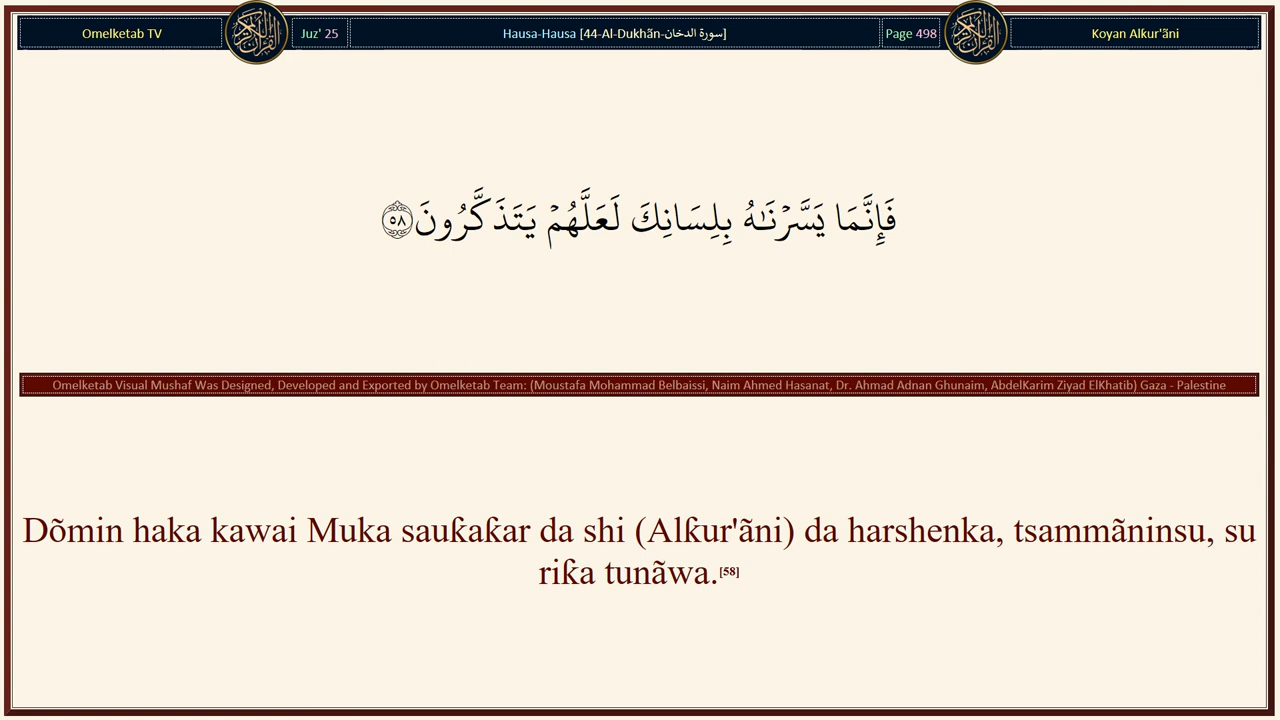 Omelketab TV
Juz' 25
Hausa-Hausa [44-Al-Dukhãn-سورة الدخان]
Page 498
Koyan Alƙur'ãni
فَإِنَّمَا يَسَّرْنَـٰهُ بِلِسَانِكَ لَعَلَّهُمْ يَتَذَكَّرُونَ ٥٨
Omelketab Visual Mushaf Was Designed, Developed and Exported by Omelketab Team: (Moustafa Mohammad Belbaissi, Naim Ahmed Hasanat, Dr. Ahmad Adnan Ghunaim, AbdelKarim Ziyad ElKhatib) Gaza - Palestine
Dõmin haka kawai Muka sauƙaƙar da shi (Alƙur'ãni) da harshenka, tsammãninsu, su
riƙa tunãwa.[58]